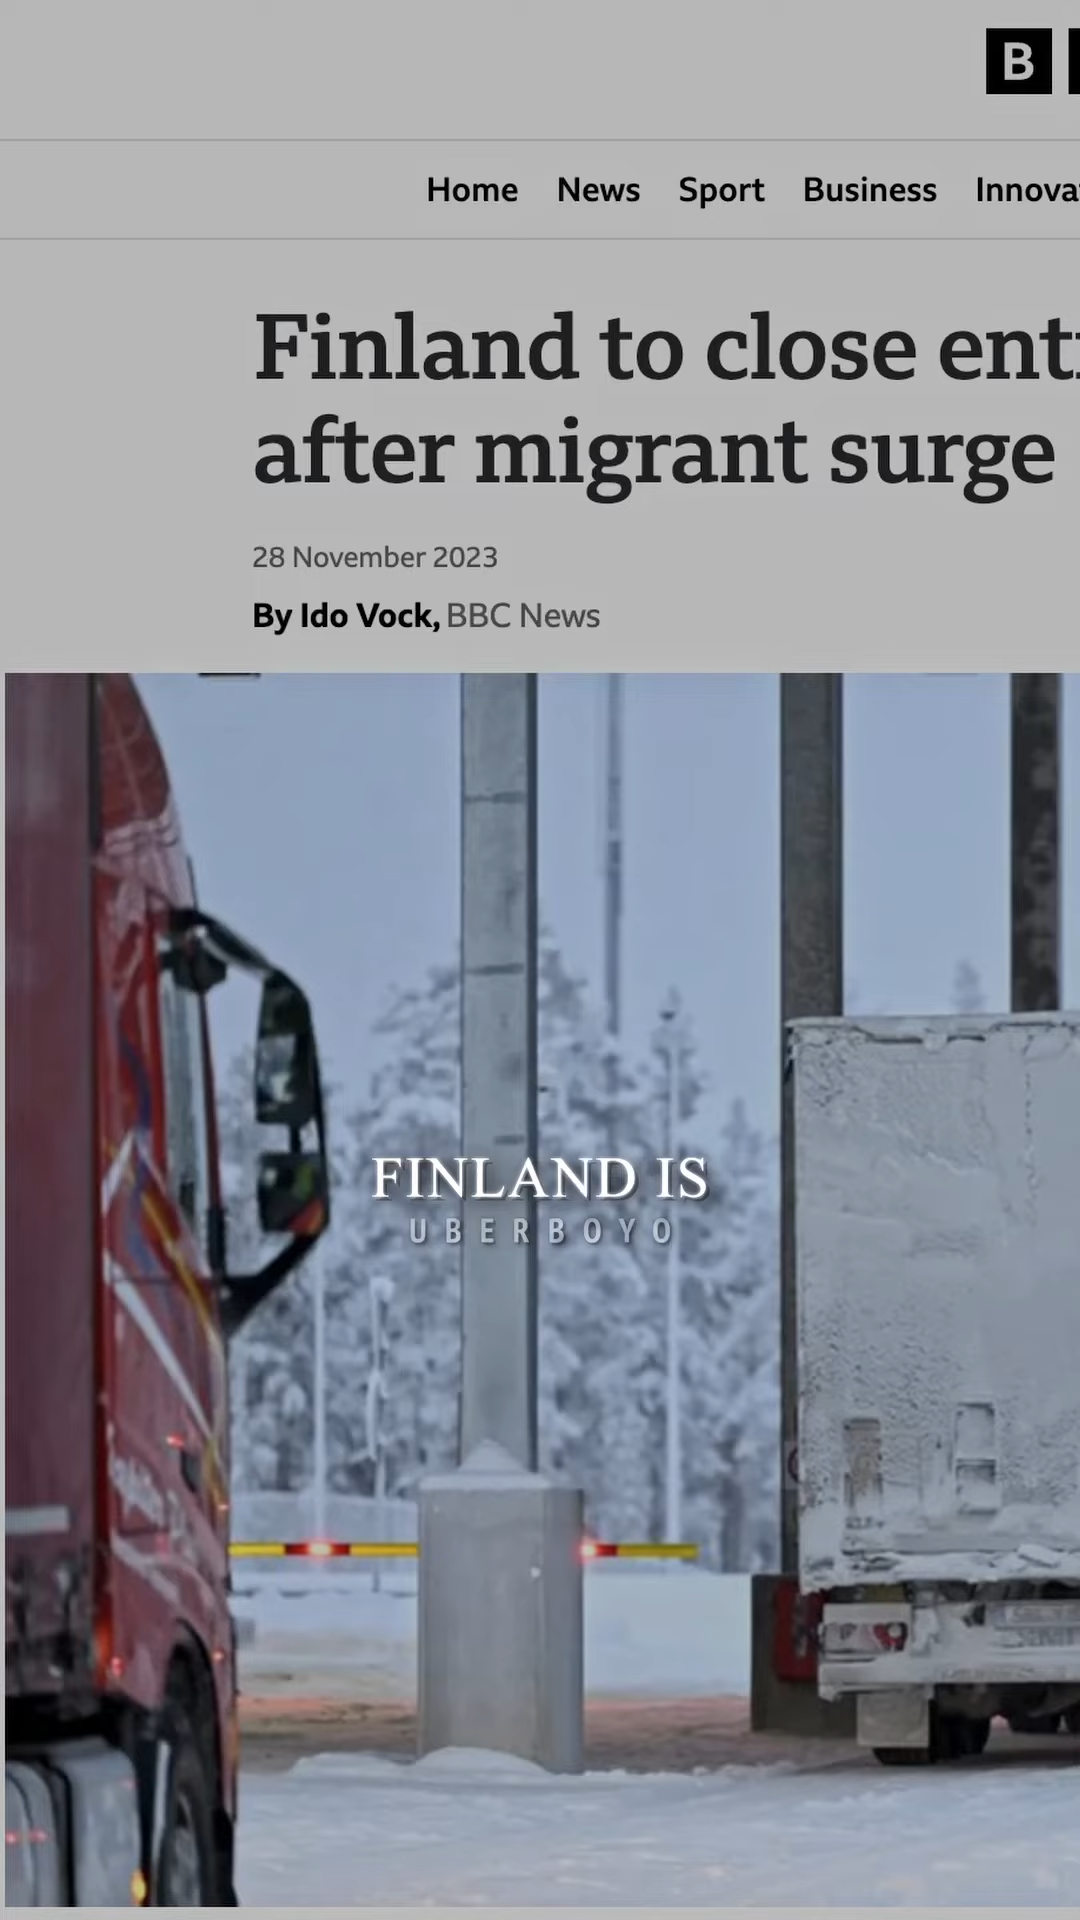 B
Home News Sport Business Innova
Finland to close ent
after migrant surge
28 November 2023
By Ido Vock, BBC News
FINLAND IS
UBERBOYO